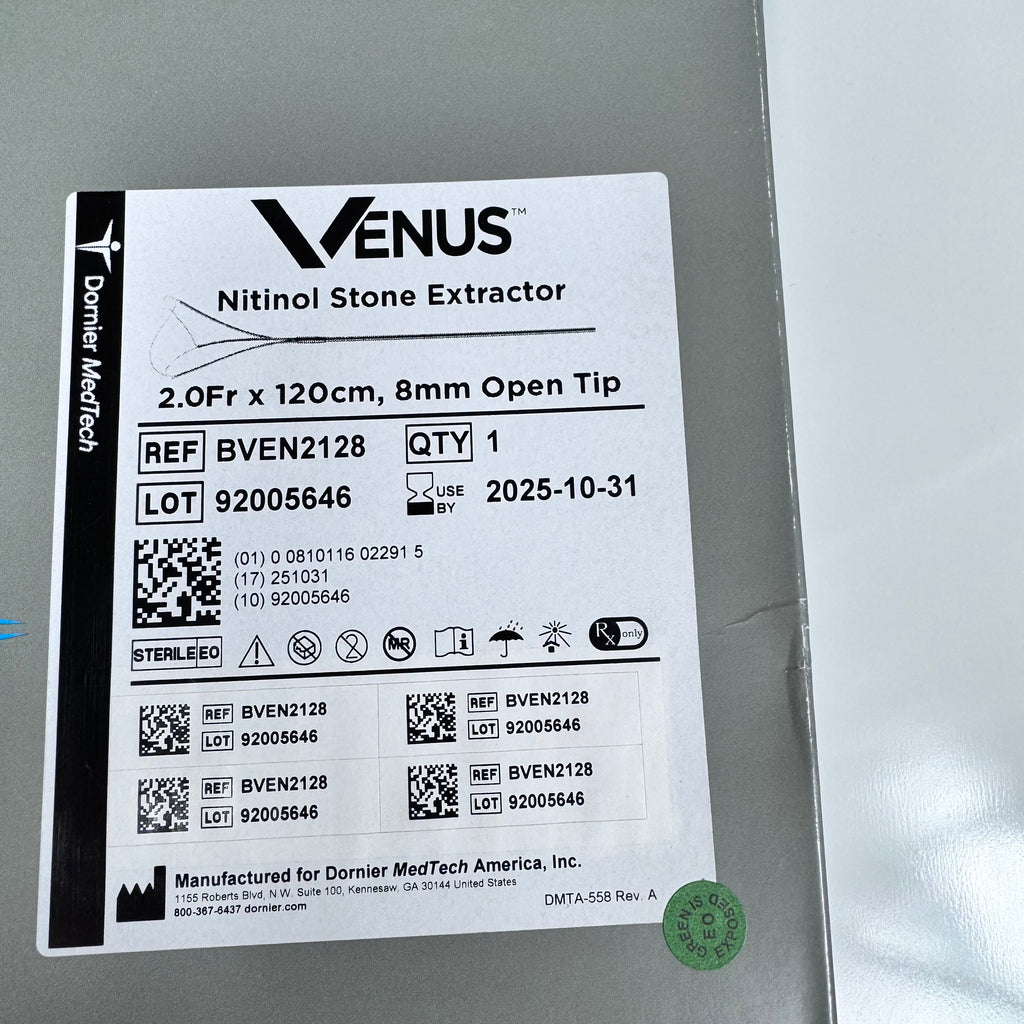 VENUS™
Dornier MedTech
Nitinol Stone Extractor
2.0Fr x 120cm, 8mm Open Tip
REF BVEN2128 QTY 1
LOT 92005646 USE BY 2025-10-31
(01) 0 0810116 02291 5
(17) 251031
(10) 92005646
STERILE EO 2 MR i Rx only
REF BVEN2128
LOT 92005646
REF BVEN2128
LOT 92005646
REF BVEN2128
LOT 92005646
REF BVEN2128
LOT 92005646
Manufactured for Dornier MedTech America, Inc.
1155 Roberts Blvd, N.W. Suite 100, Kennesaw, GA 30144 United States
800-367-6437 dornier.com
DMTA-558 Rev. A
GREEN IS EO EXPOSED